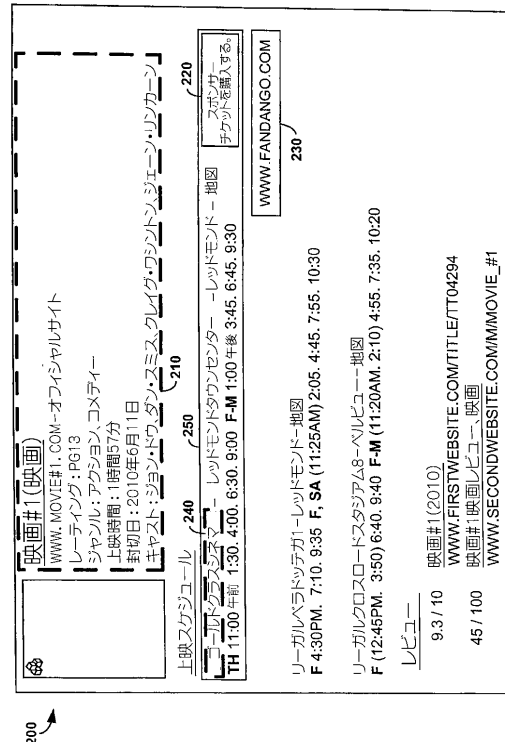 200
映画#1(映画)
WWW.MOVIE#1.COM-オフィシャルサイト
レーティング:PG13
ジャンル:アクション、コメディー
上映時間:1時間57分
封切日:2010年6月11日
キャスト:ジョン・ドウ、ダン・スミス、クレイグ・ワシントン、ジェーン・リンカーン
210
上映スケジュール
240
250
220
ゴールドクラスシネマ - レッドモンドタウンセンター -レッドモンド - 地図
TH 11:00 午前 1:30. 4:00. 6:30. 9:00 F-M 1:00 午後 3:45. 6:45. 9:30
スポンサー
チケットを購入する。
WWW.FANDANGO.COM
230
リーガルベラドッテガ1-レッドモンド-地図
F 4:30PM. 7:10. 9:35 F, SA (11:25AM) 2:05. 4:45. 7:55. 10:30
リーガルクロスロードスタジアム8-ベルビュー--地図
F (12:45PM. 3:50) 6:40. 9:40 F-M (11:20AM. 2:10) 4:55. 7:35. 10:20
レビュー
9.3 / 10
映画#1(2010)
WWW.FIRSTWEBSITE.COM/TITLE/TT04294
45 / 100
映画#1映画レビュー、映画
WWW.SECONDWEBSITE.COM/M/MOVIE_#1